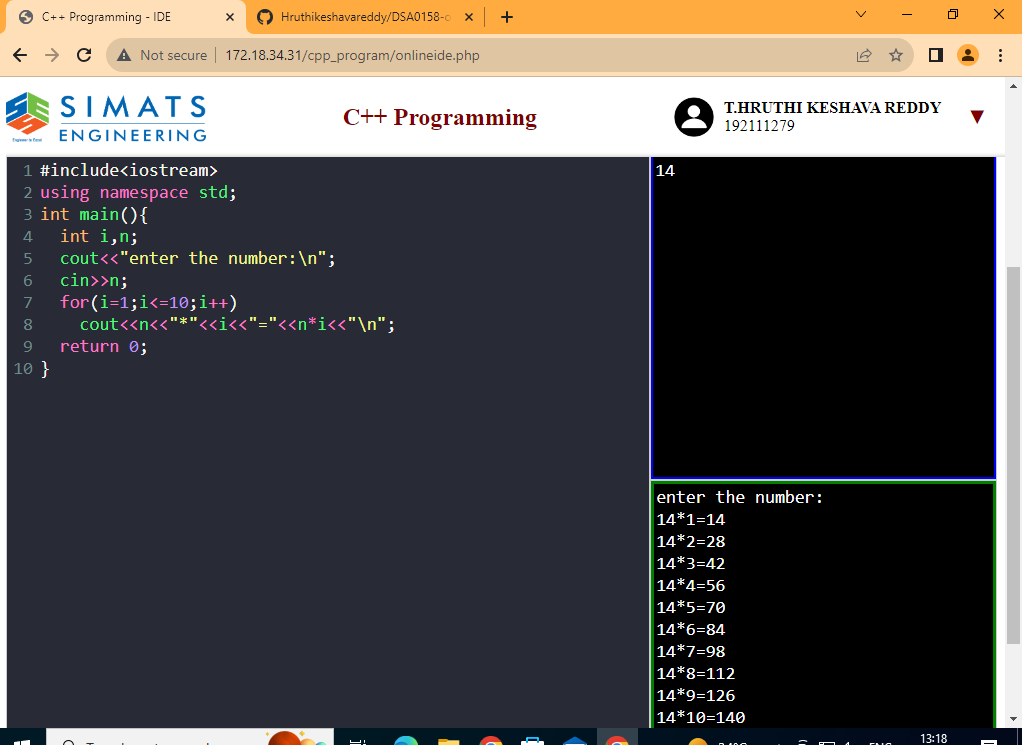 C++ Programming - IDE
Hruthikeshavareddy/DSA0158-
Not secure
172.18.34.31/cpp_program/onlineide.php
SIMATS
ENGINEERING
C++ Programming
T.HRUTHI KESHAVA REDDY
192111279
1 #include<iostream>
2 using namespace std;
3 int main(){
4   int i,n;
5   cout<<"enter the number:\n";
6   cin>>n;
7   for(i=1;i<=10;i++)
8     cout<<n<<"*"<<i<<"="<<n*i<<"\n";
9   return 0;
10 }
14
enter the number:
14*1=14
14*2=28
14*3=42
14*4=56
14*5=70
14*6=84
14*7=98
14*8=112
14*9=126
14*10=140
13:18